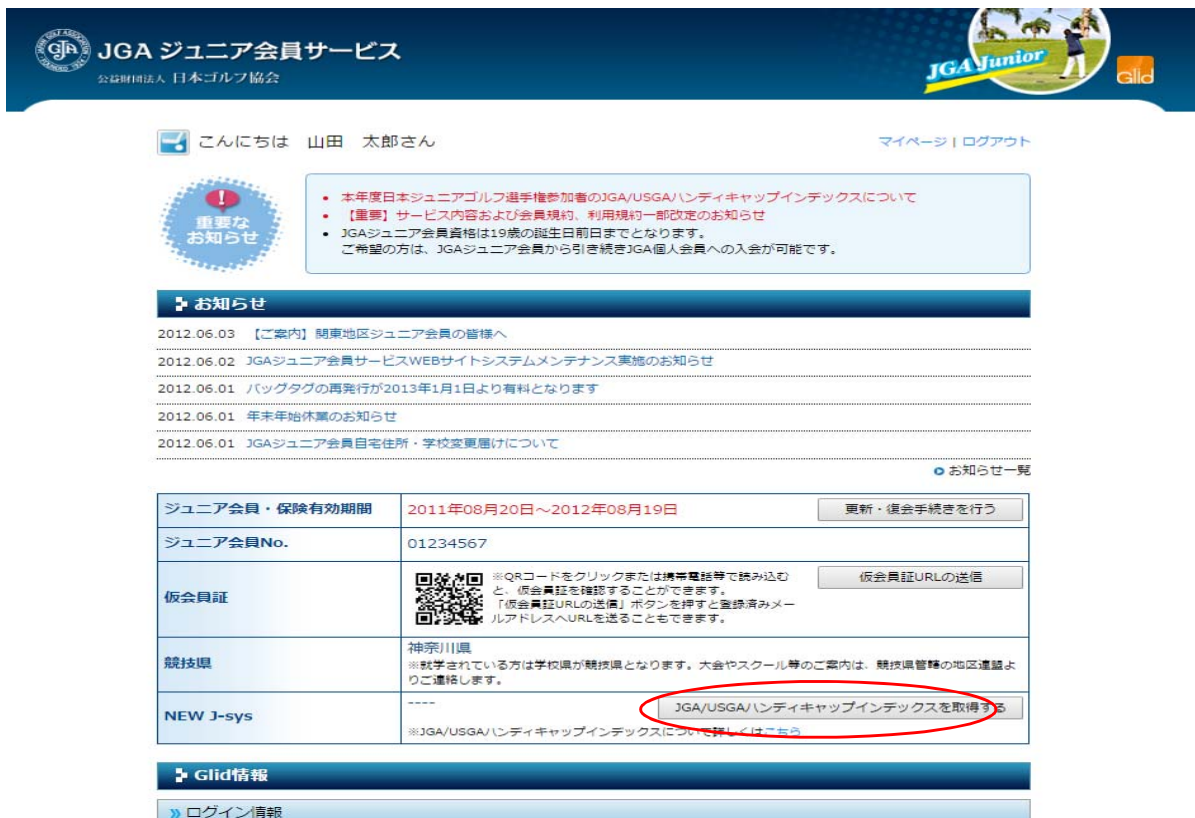 JGA ジュニア会員サービス
公益財団法人 日本ゴルフ協会
JGA Junior
Glid
こんにちは 山田 太郎さん
マイページ | ログアウト
重要な
お知らせ
• 本年度日本ジュニアゴルフ選手権参加者のJGA/USGAハンディキャップインデックスについて
• 【重要】サービス内容および会員規約、利用規約一部改定のお知らせ
• JGAジュニア会員資格は19歳の誕生日前日までとなります。
ご希望の方は、JGAジュニア会員から引き続きJGA個人会員への入会が可能です。
お知らせ
2012.06.03 【ご案内】関東地区ジュニア会員の皆様へ
2012.06.02 JGAジュニア会員サービスWEBサイトシステムメンテナンス実施のお知らせ
2012.06.01 バッグタグの再発行が2013年1月1日より有料となります
2012.06.01 年末年始休業のお知らせ
2012.06.01 JGAジュニア会員自宅住所・学校変更届けについて
お知らせ一覧
ジュニア会員・保険有効期間 2011年08月20日～2012年08月19日 更新・復会手続きを行う
ジュニア会員No. 01234567
仮会員証
※QRコードをクリックまたは携帯電話等で読み込む
と、仮会員証を確認することができます。
「仮会員証URLの送信」ボタンを押すと登録済みメー
ルアドレスへURLを送ることもできます。
仮会員証URLの送信
競技県
神奈川県
※就学されている方は学校県が競技県となります。大会やスクール等のご案内は、競技県管轄の地区連盟よ
りご連絡します。
NEW J-sys
----
JGA/USGAハンディキャップインデックスを取得する
※JGA/USGAハンディキャップインデックスについて詳しくはこちら
Glid情報
» ログイン情報